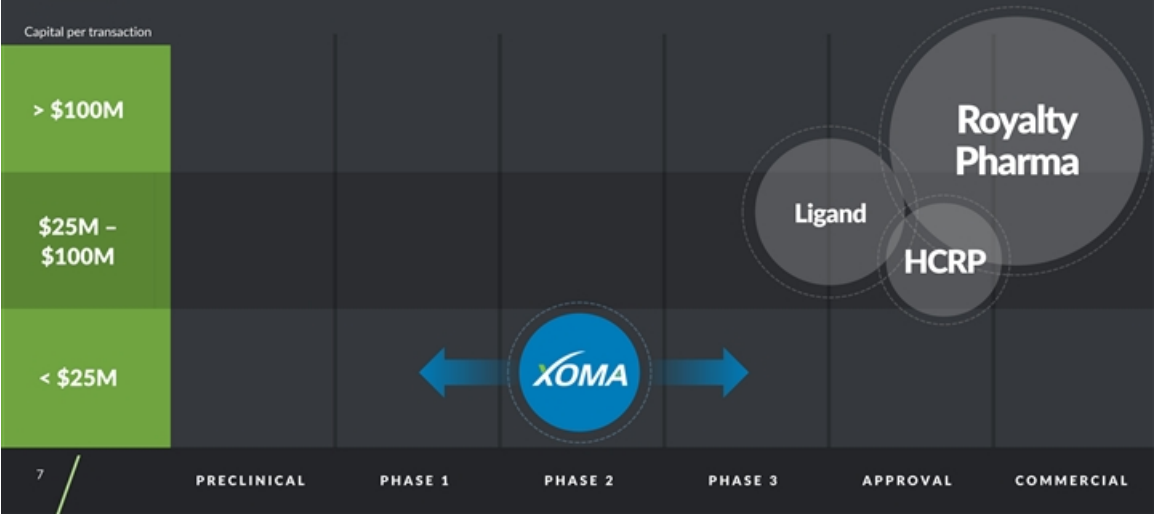 Capital per transaction
> $100M
Royalty
Pharma
$25M –
$100M
Ligand
HCRP
< $25M
XOMA
7
PRECLINICAL
PHASE 1
PHASE 2
PHASE 3
APPROVAL
COMMERCIAL